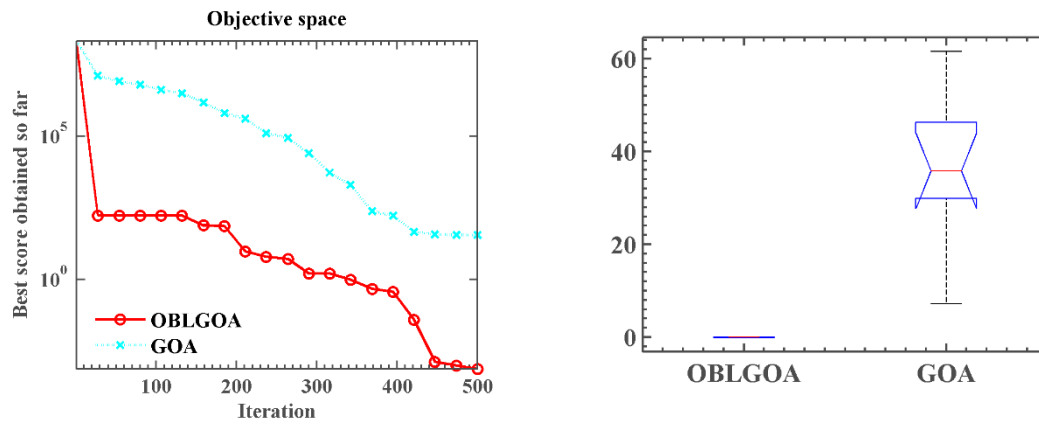 Objective space
Best score obtained so far
10^5
10^0
OBLGOA
GOA
100 200 300 400 500
Iteration
60
40
20
0
OBLGOA GOA